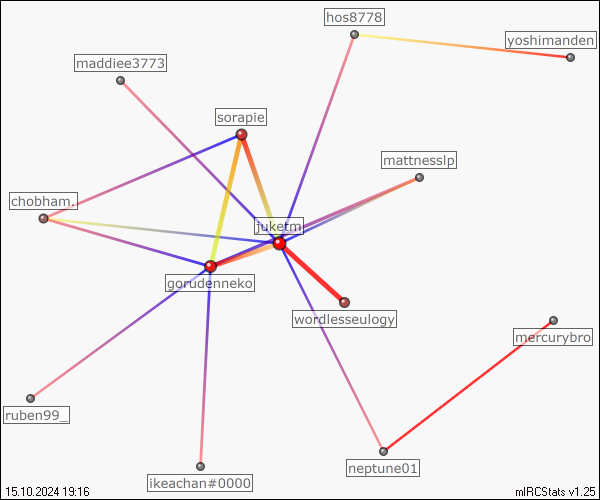 hos8778
yoshimanden
maddiee3773
sorapie
mattnesslp
chobham.
juketm
gorudenneko
wordlesseulogy
mercurybro
ruben99_
neptune01
ikeachan#0000
15.10.2024 19:16
mIRCStats v1.25